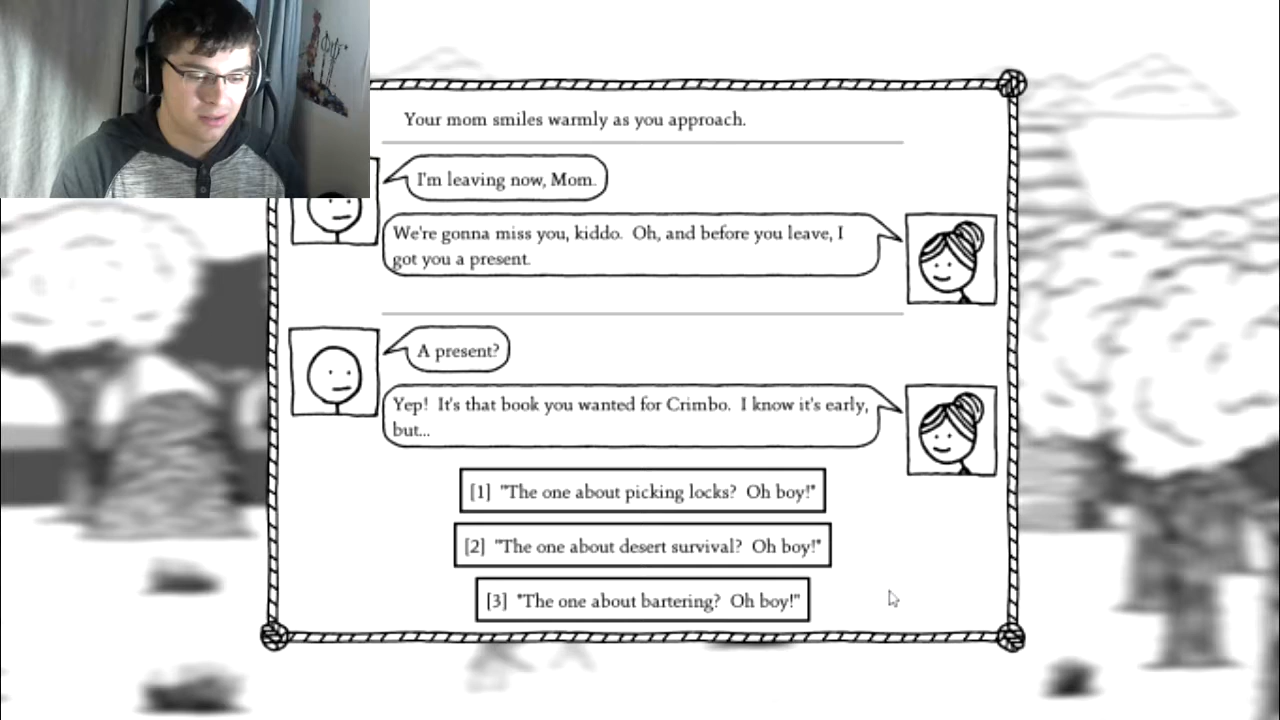 Your mom smiles warmly as you approach.
I'm leaving now, Mom.
We're gonna miss you, kiddo. Oh, and before you leave, I
got you a present.
A present?
Yep! It's that book you wanted for Crimbo. I know it's early,
but...
[1] "The one about picking locks? Oh boy!"
[2] "The one about desert survival? Oh boy!"
[3] "The one about bartering? Oh boy!"